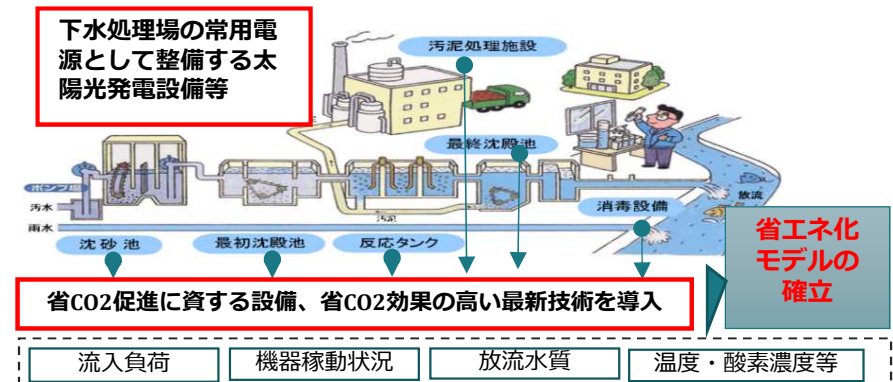 下水処理場の常用電
源として整備する太
陽光発電設備等
汚泥処理施設
最終沈殿池
ポンプ場
汚水
雨水
汚泥
消毒設備
放流
沈砂池
最初沈殿池
反応タンク
省エネ化
モデルの
確立
省CO2促進に資する設備、省CO2効果の高い最新技術を導入
流入負荷
機器稼動状況
放流水質
温度・酸素濃度等